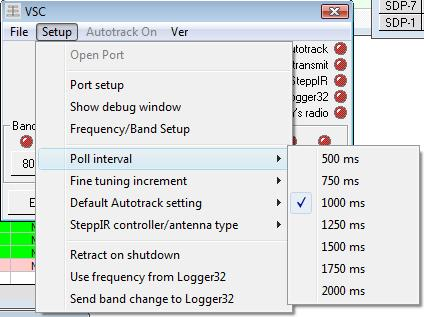 VSC
SDP-7
SDP-1
File Setup Autotrack On Ver
Open Port
Port setup
Show debug window
Frequency/Band Setup
Poll interval
Fine tuning increment
Default Autotrack setting
SteppIR controller/antenna type
Retract on shutdown
Use frequency from Logger32
Send band change to Logger32
500 ms
750 ms
1000 ms
1250 ms
1500 ms
1750 ms
2000 ms
utotrack
transmit
teppIR
ogger32
's radio
Ban
80